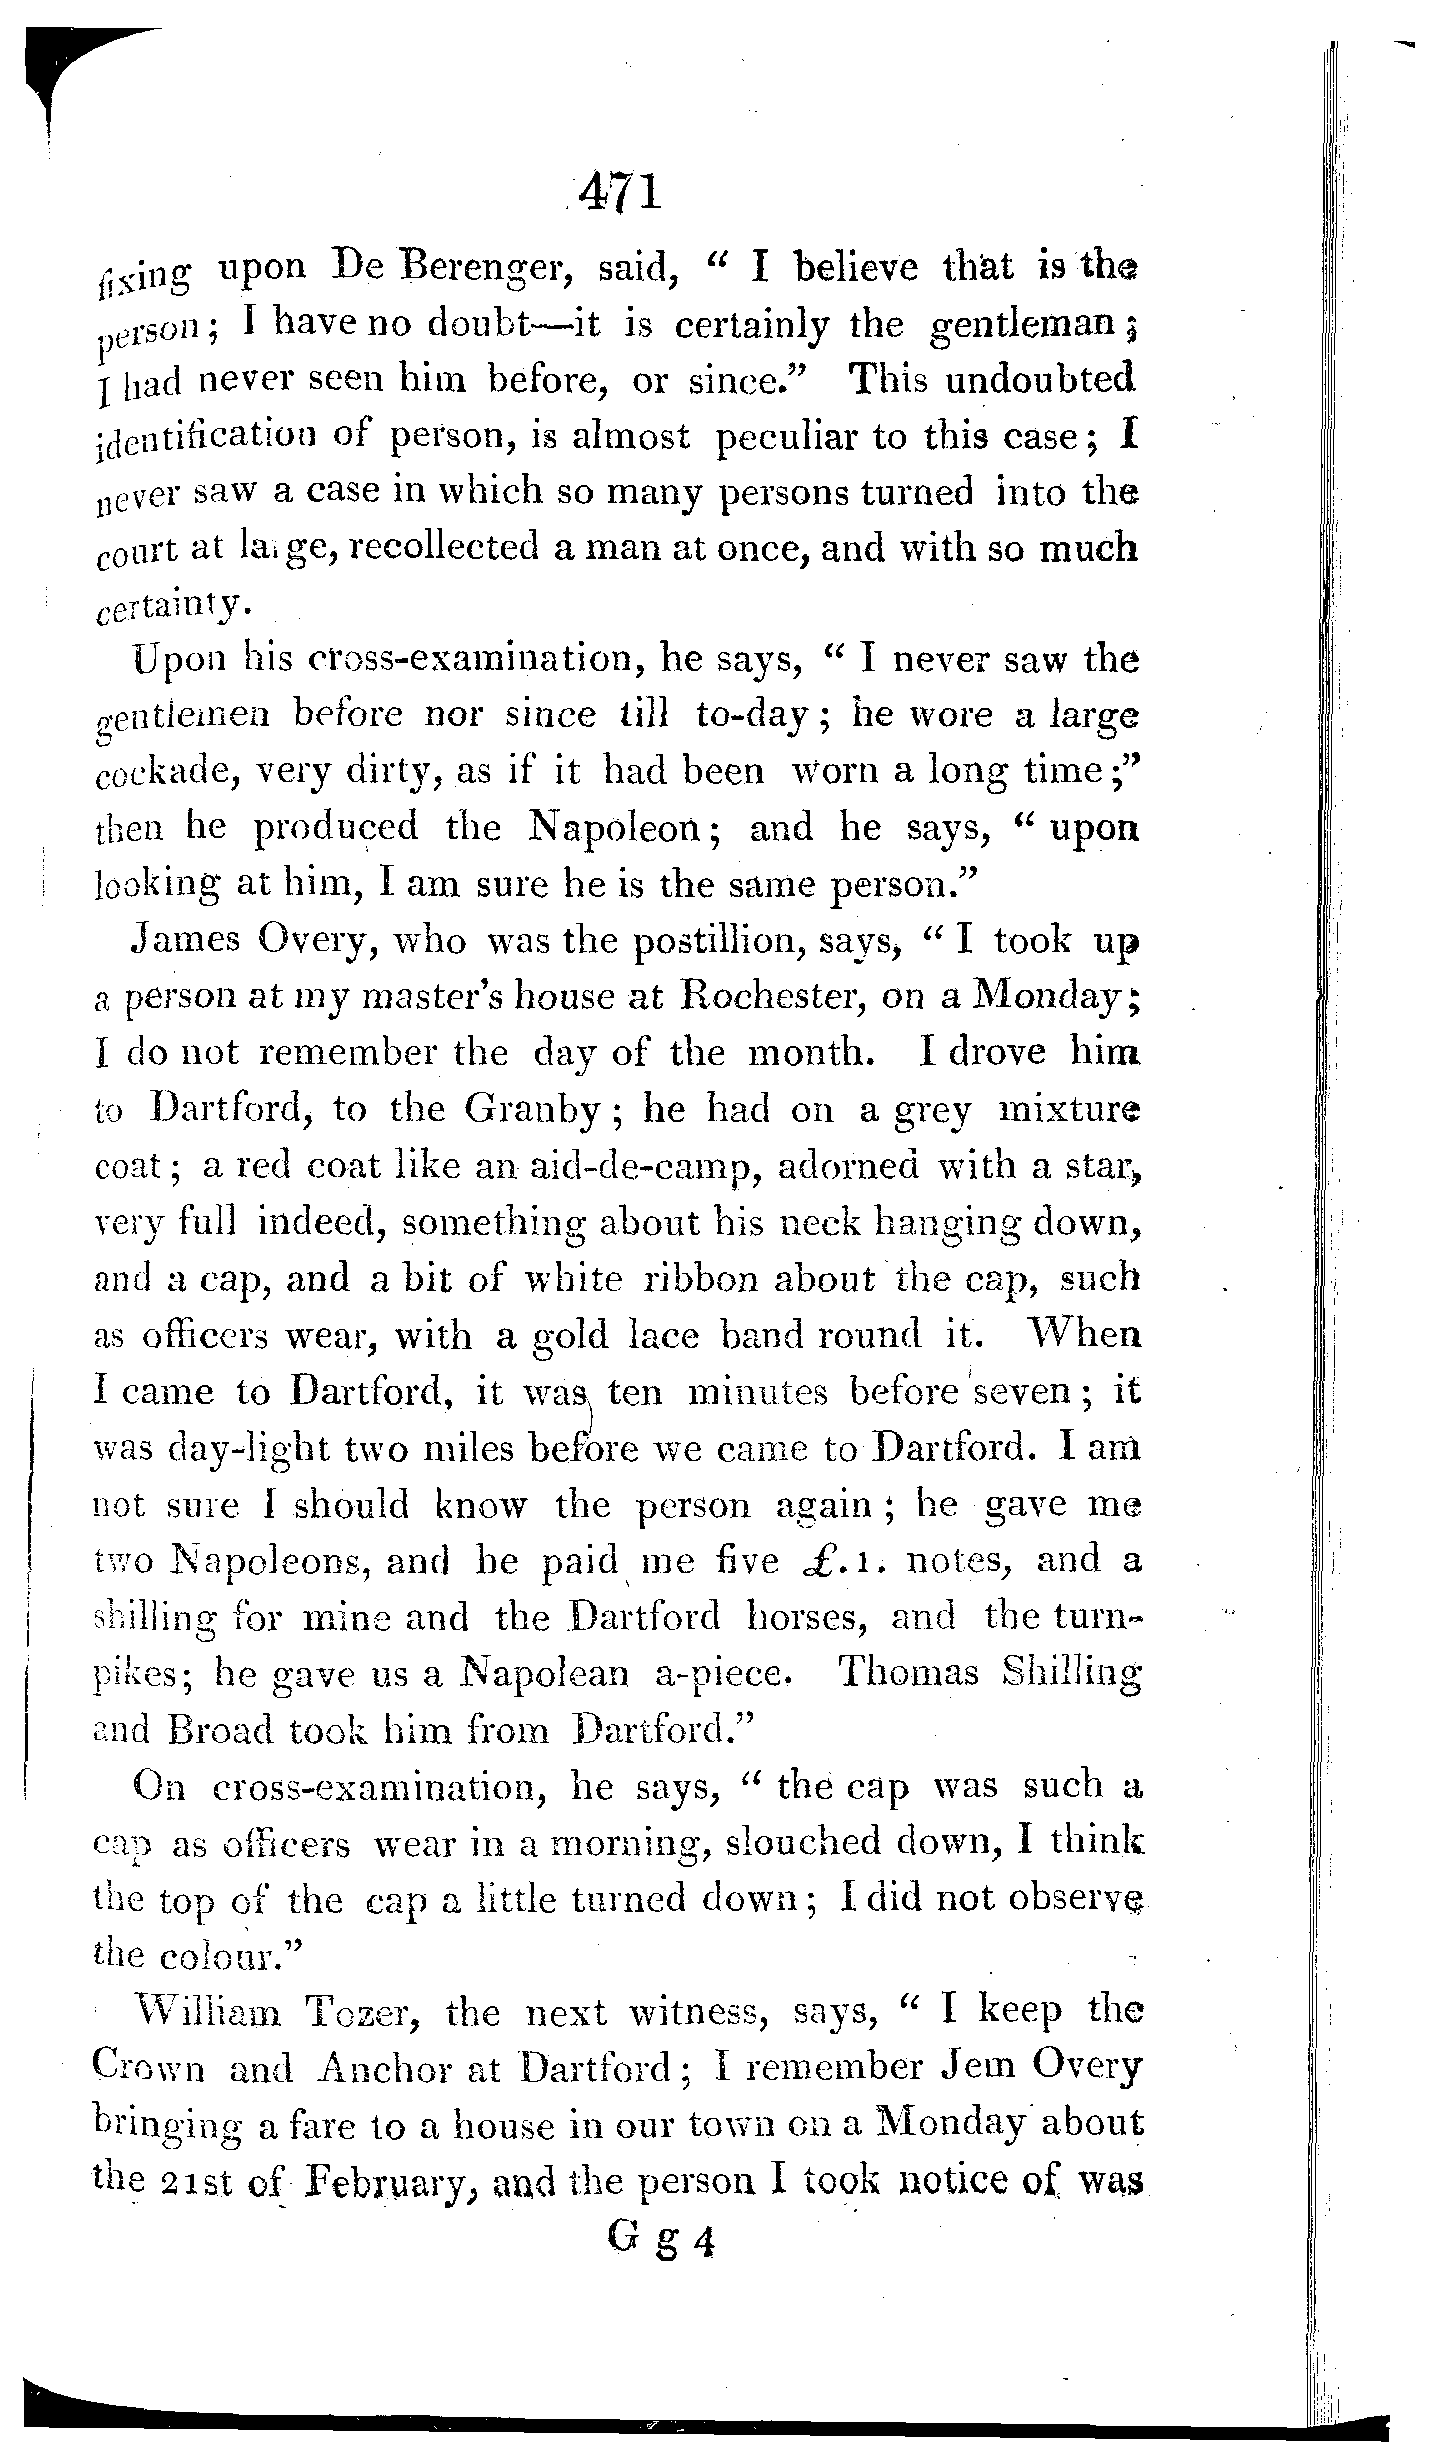 471
fixing upon De Berenger, said, “ I believe that is the
person; I have no doubt—it is certainly the gentleman;
I had never seen him before, or since.” This undoubted
identification of person, is almost peculiar to this case; I
never saw a case in which so many persons turned into the
court at large, recollected a man at once, and with so much
certainty.
Upon his cross-examination, he says, “ I never saw the
gentlemen before nor since till to-day; he wore a large
cockade, very dirty, as if it had been worn a long time;”
then he produced the Napoleon; and he says, “ upon
looking at him, I am sure he is the same person.”
James Overy, who was the postillion, says, “ I took up
a person at my master’s house at Rochester, on a Monday;
I do not remember the day of the month. I drove him
to Dartford, to the Granby; he had on a grey mixture
coat; a red coat like an aid-de-camp, adorned with a star,
very full indeed, something about his neck hanging down,
and a cap, and a bit of white ribbon about the cap, such
as officers wear, with a gold lace band round it. When
I came to Dartford, it was ten minutes before seven; it
was day-light two miles before we came to Dartford. I am
not sure I should know the person again; he gave me
two Napoleons, and he paid me five £.1. notes, and a
shilling for mine and the Dartford horses, and the turn-
pikes; he gave us a Napolean a-piece. Thomas Shilling
and Broad took him from Dartford.”
On cross-examination, he says, “ the cap was such a
cap as officers wear in a morning, slouched down, I think
the top of the cap a little turned down; I did not observe
the colour.”
William Tozer, the next witness, says, “ I keep the
Crown and Anchor at Dartford; I remember Jem Overy
bringing a fare to a house in our town on a Monday about
the 21st of February, and the person I took notice of was
G g 4